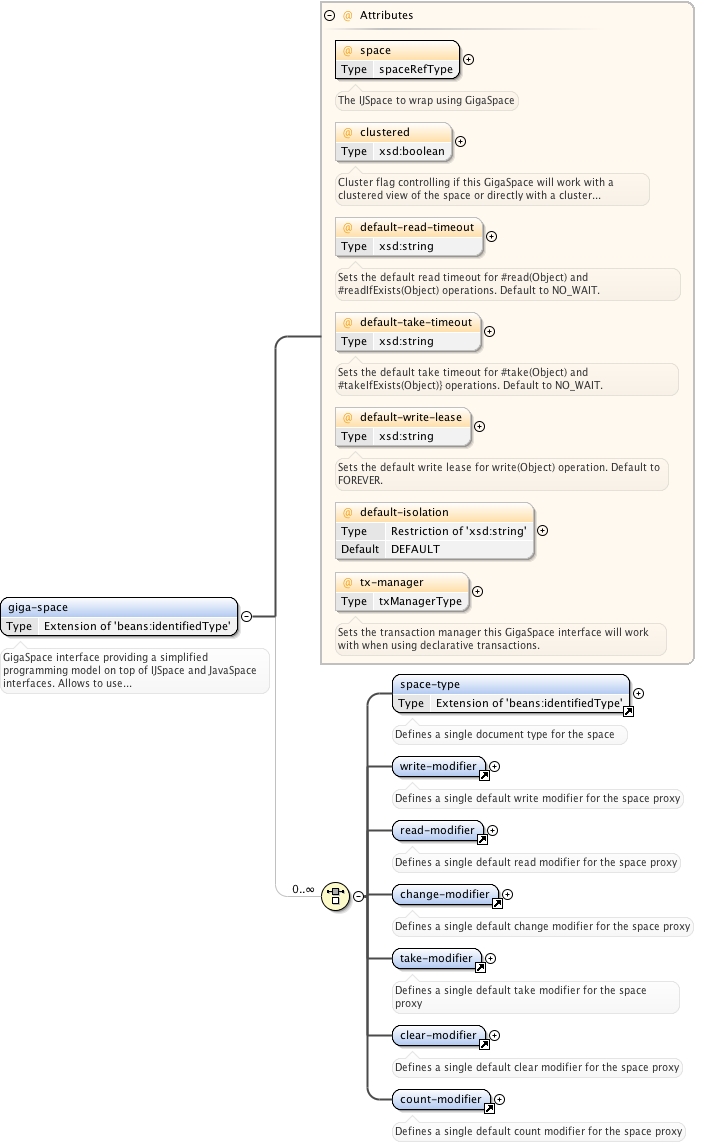 @ Attributes
@ space
Type spaceRefType
The IJSpace to wrap using GigaSpace
@ clustered
Type xsd:boolean
Cluster flag controlling if this GigaSpace will work with a
clustered view of the space or directly with a cluster...
@ default-read-timeout
Type xsd:string
Sets the default read timeout for #read(Object) and
#readIfExists(Object) operations. Default to NO_WAIT.
@ default-take-timeout
Type xsd:string
Sets the default take timeout for #take(Object) and
#takeIfExists(Object)} operations. Default to NO_WAIT.
@ default-write-lease
Type xsd:string
Sets the default write lease for write(Object) operation. Default to
FOREVER.
@ default-isolation
Type Restriction of 'xsd:string'
Default DEFAULT
@ tx-manager
Type txManagerType
Sets the transaction manager this GigaSpace interface will work
with when using declarative transactions.
giga-space
Type Extension of 'beans:identifiedType'
GigaSpace interface providing a simplified
programming model on top of IJSpace and JavaSpace
interfaces. Allows to use...
0..∞
space-type
Type Extension of 'beans:identifiedType'
Defines a single document type for the space
write-modifier
Defines a single default write modifier for the space proxy
read-modifier
Defines a single default read modifier for the space proxy
change-modifier
Defines a single default change modifier for the space proxy
take-modifier
Defines a single default take modifier for the space
proxy
clear-modifier
Defines a single default clear modifier for the space proxy
count-modifier
Defines a single default count modifier for the space proxy